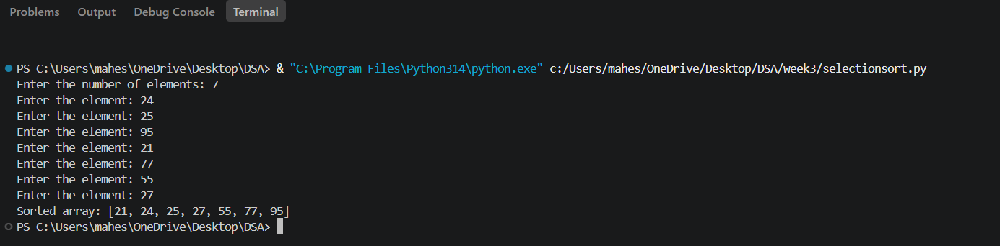 Problems Output Debug Console Terminal
PS C:\Users\mahes\OneDrive\Desktop\DSA> & "C:\Program Files\Python314\python.exe" c:/Users/mahes/OneDrive/Desktop/DSA/week3/selectionsort.py
Enter the number of elements: 7
Enter the element: 24
Enter the element: 25
Enter the element: 95
Enter the element: 21
Enter the element: 77
Enter the element: 55
Enter the element: 27
Sorted array: [21, 24, 25, 27, 55, 77, 95]
PS C:\Users\mahes\OneDrive\Desktop\DSA>